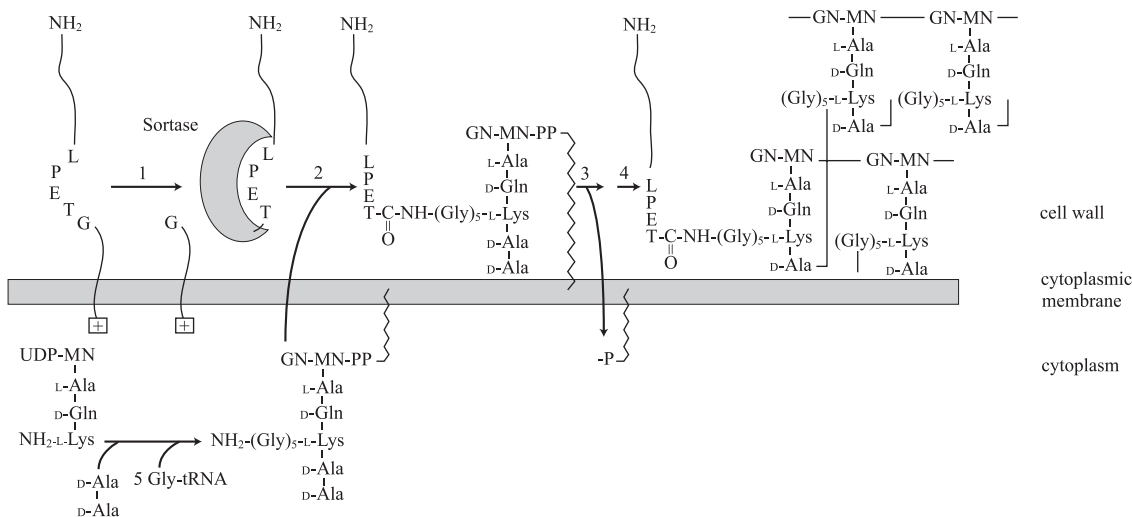 NH2
NH2
NH2
NH2
GN-MN
GN-MN
L-Ala
L-Ala
D-Gln
D-Gln
(Gly)5-L-Lys
(Gly)5-L-Lys
D-Ala
D-Ala
Sortase
L
P
E
T
G
1
L
P
E
T
G
2
L
P
E
T-C-NH-(Gly)5-L-Lys
O
GN-MN-PP
L-Ala
D-Gln
D-Ala
D-Ala
3
4
L
P
E
T-C-NH-(Gly)5-L-Lys
O
GN-MN
L-Ala
D-Gln
D-Ala
GN-MN
L-Ala
D-Gln
(Gly)5-L-Lys
D-Ala
cell wall
cytoplasmic
membrane
cytoplasm
+
+
UDP-MN
L-Ala
D-Gln
NH2-L-Lys
D-Ala
D-Ala
5 Gly-tRNA
GN-MN-PP
L-Ala
D-Gln
NH2-(Gly)5-L-Lys
D-Ala
D-Ala
-P